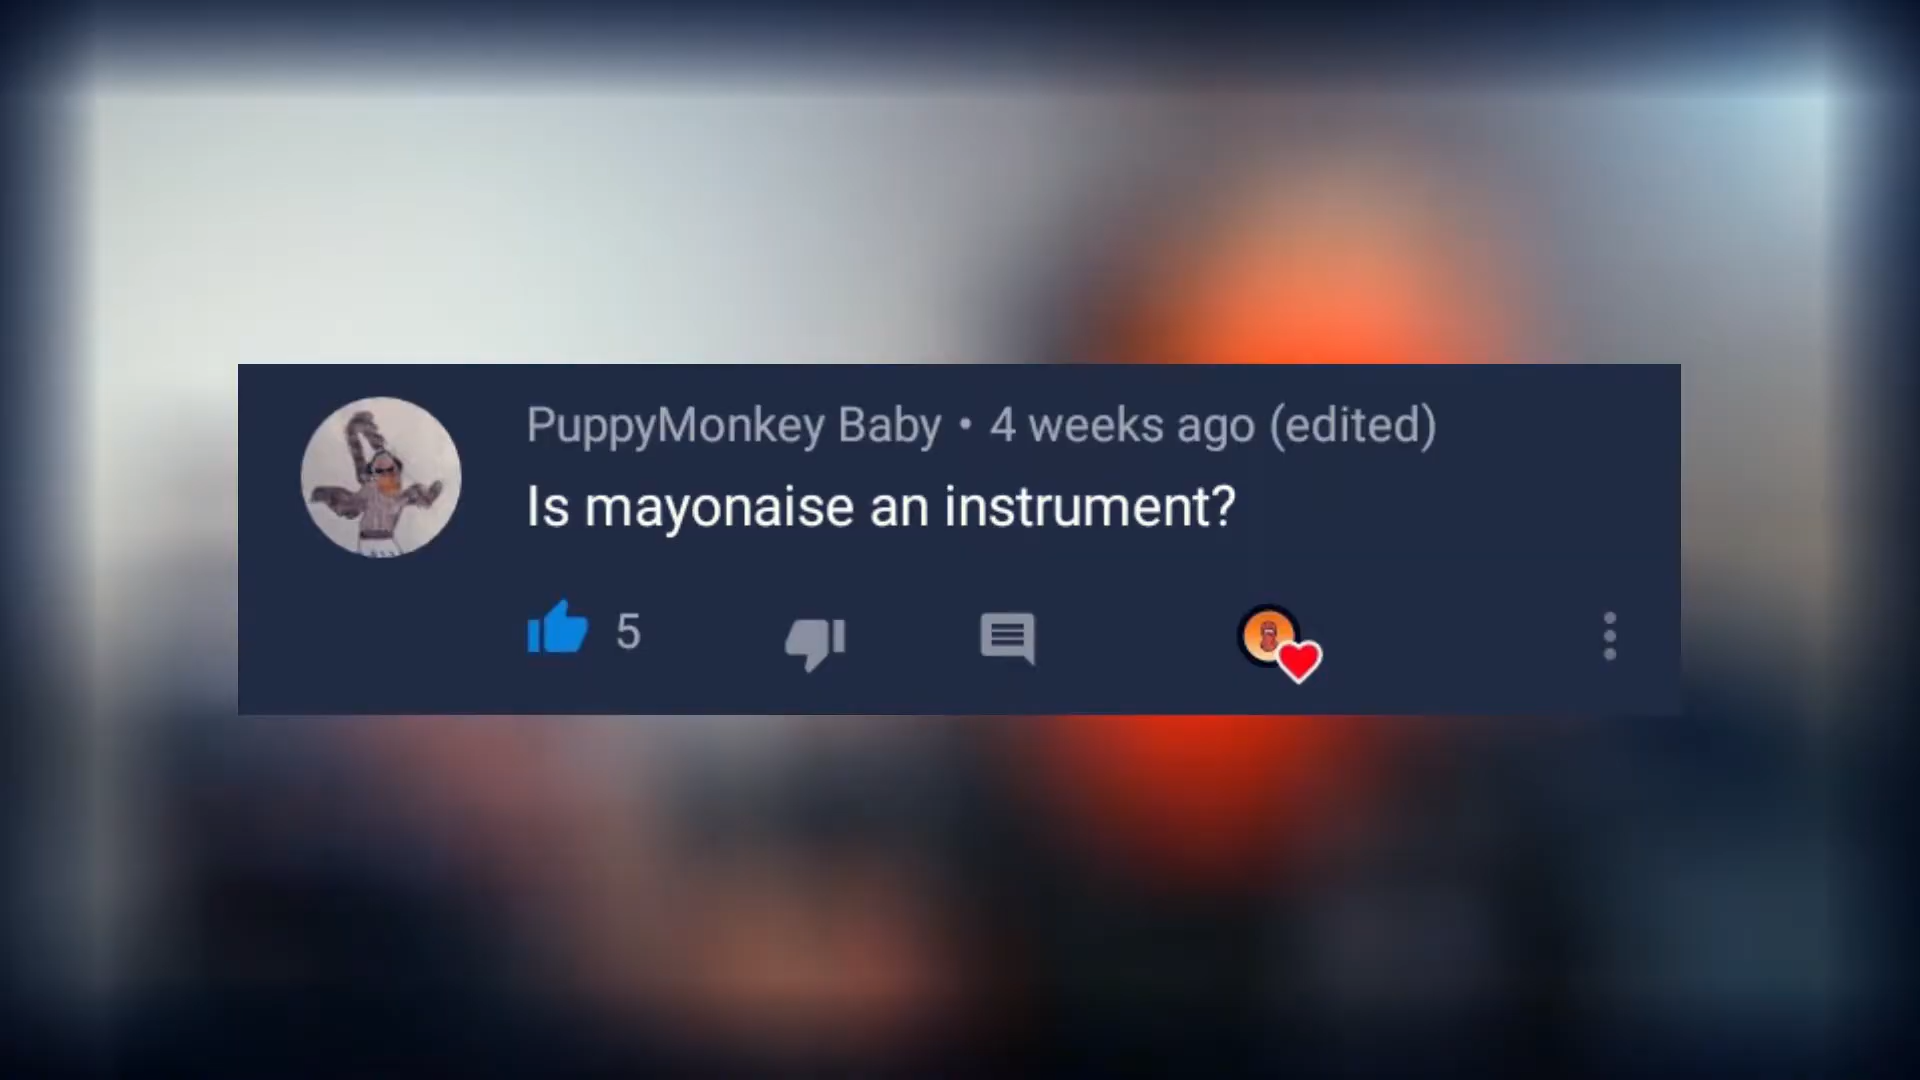 PuppyMonkey Baby • 4 weeks ago (edited)
Is mayonaise an instrument?
5